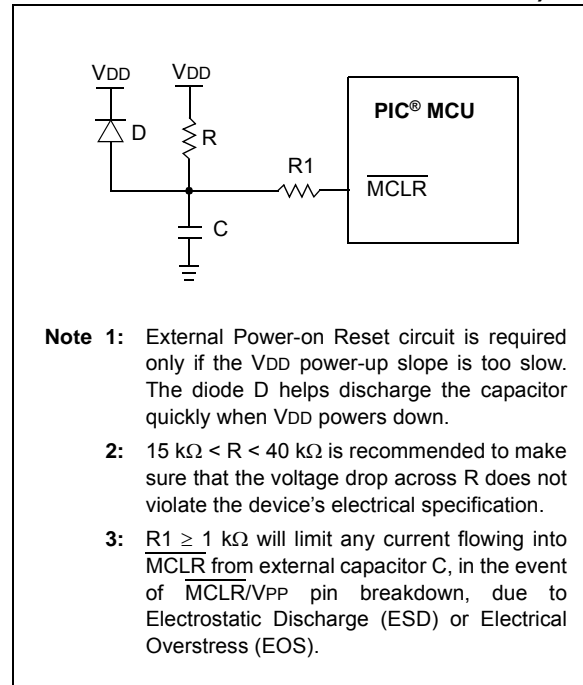 VDD VDD
PIC® MCU
D
R
R1
MCLR
C
Note 1: External Power-on Reset circuit is required
only if the VDD power-up slope is too slow.
The diode D helps discharge the capacitor
quickly when VDD powers down.
2: 15 kΩ < R < 40 kΩ is recommended to make
sure that the voltage drop across R does not
violate the device's electrical specification.
3: R1 ≥ 1 kΩ will limit any current flowing into
MCLR from external capacitor C, in the event
of MCLR/VPP pin breakdown, due to
Electrostatic Discharge (ESD) or Electrical
Overstress (EOS).